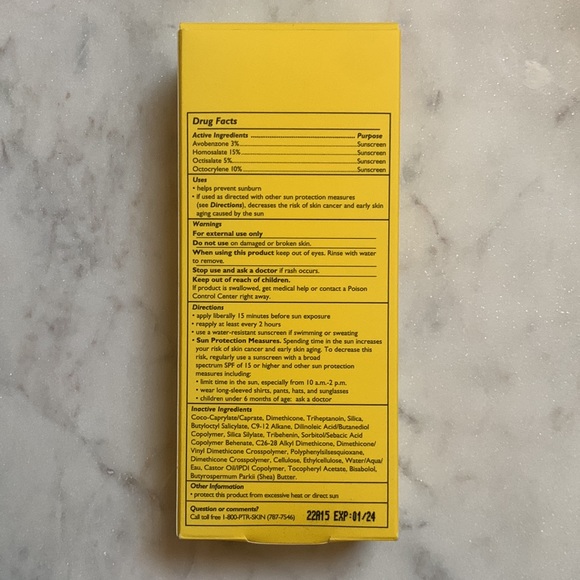 Drug Facts
Active Ingredients ........................................ Purpose
Avobenzone 3%........................................Sunscreen
Homosalate 15%........................................Sunscreen
Octisalate 5%........................................Sunscreen
Octocrylene 10%........................................Sunscreen
Uses
• helps prevent sunburn
• if used as directed with other sun protection measures
(see Directions), decreases the risk of skin cancer and early skin
aging caused by the sun
Warnings
For external use only
Do not use on damaged or broken skin.
When using this product keep out of eyes. Rinse with water
to remove.
Stop use and ask a doctor if rash occurs.
Keep out of reach of children.
If product is swallowed, get medical help or contact a Poison
Control Center right away.
Directions
• apply liberally 15 minutes before sun exposure
• reapply at least every 2 hours
• use a water-resistant sunscreen if swimming or sweating
• Sun Protection Measures. Spending time in the sun increases
your risk of skin cancer and early skin aging. To decrease this
risk, regularly use a sunscreen with a broad
spectrum SPF of 15 or higher and other sun protection
measures including:
• limit time in the sun, especially from 10 a.m.-2 p.m.
• wear long-sleeved shirts, pants, hats, and sunglasses
• children under 6 months of age: ask a doctor
Inactive Ingredients
Coco-Caprylate/Caprate, Dimethicone, Triheptanoin, Silica,
Butyloctyl Salicylate, C9-12 Alkane, Dilinoleic Acid/Butanediol
Copolymer, Silica Silylate, Tribehenin, Sorbitol/Sebacic Acid
Copolymer Behenate, C26-28 Alkyl Dimethicone, Dimethicone/
Vinyl Dimethicone Crosspolymer, Polyphenylsilsesquioxane,
Dimethicone Crosspolymer, Cellulose, Ethylcellulose, Water/Aqua/
Eau, Castor Oil/IPDI Copolymer, Tocopheryl Acetate, Bisabolol,
Butyrospermum Parkii (Shea) Butter.
Other Information
• protect this product from excessive heat or direct sun
Questions or comments?
Call toll free 1-800-PTR-SKIN (787-7546) 22A15 EXP:01/24